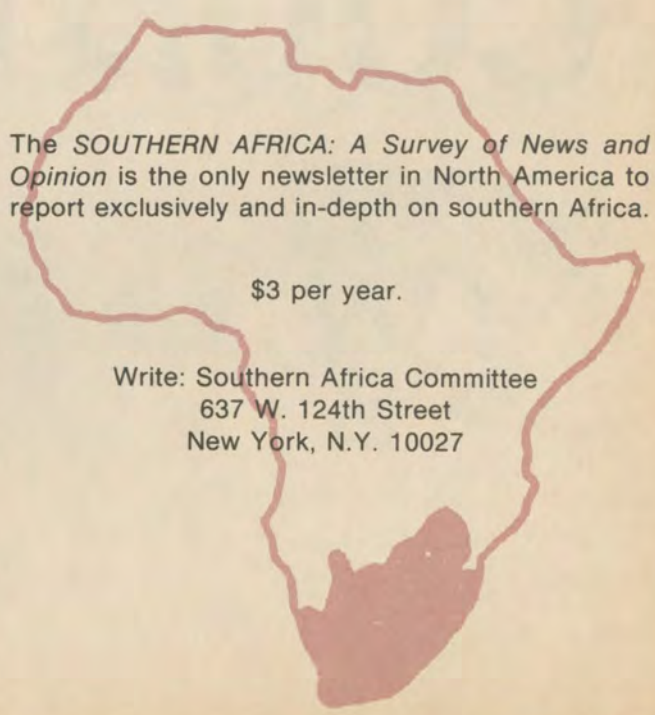 The SOUTHERN AFRICA: A Survey of News and
Opinion is the only newsletter in North America to
report exclusively and in-depth on southern Africa.
$3 per year.
Write: Southern Africa Committee
637 W. 124th Street
New York, N.Y. 10027